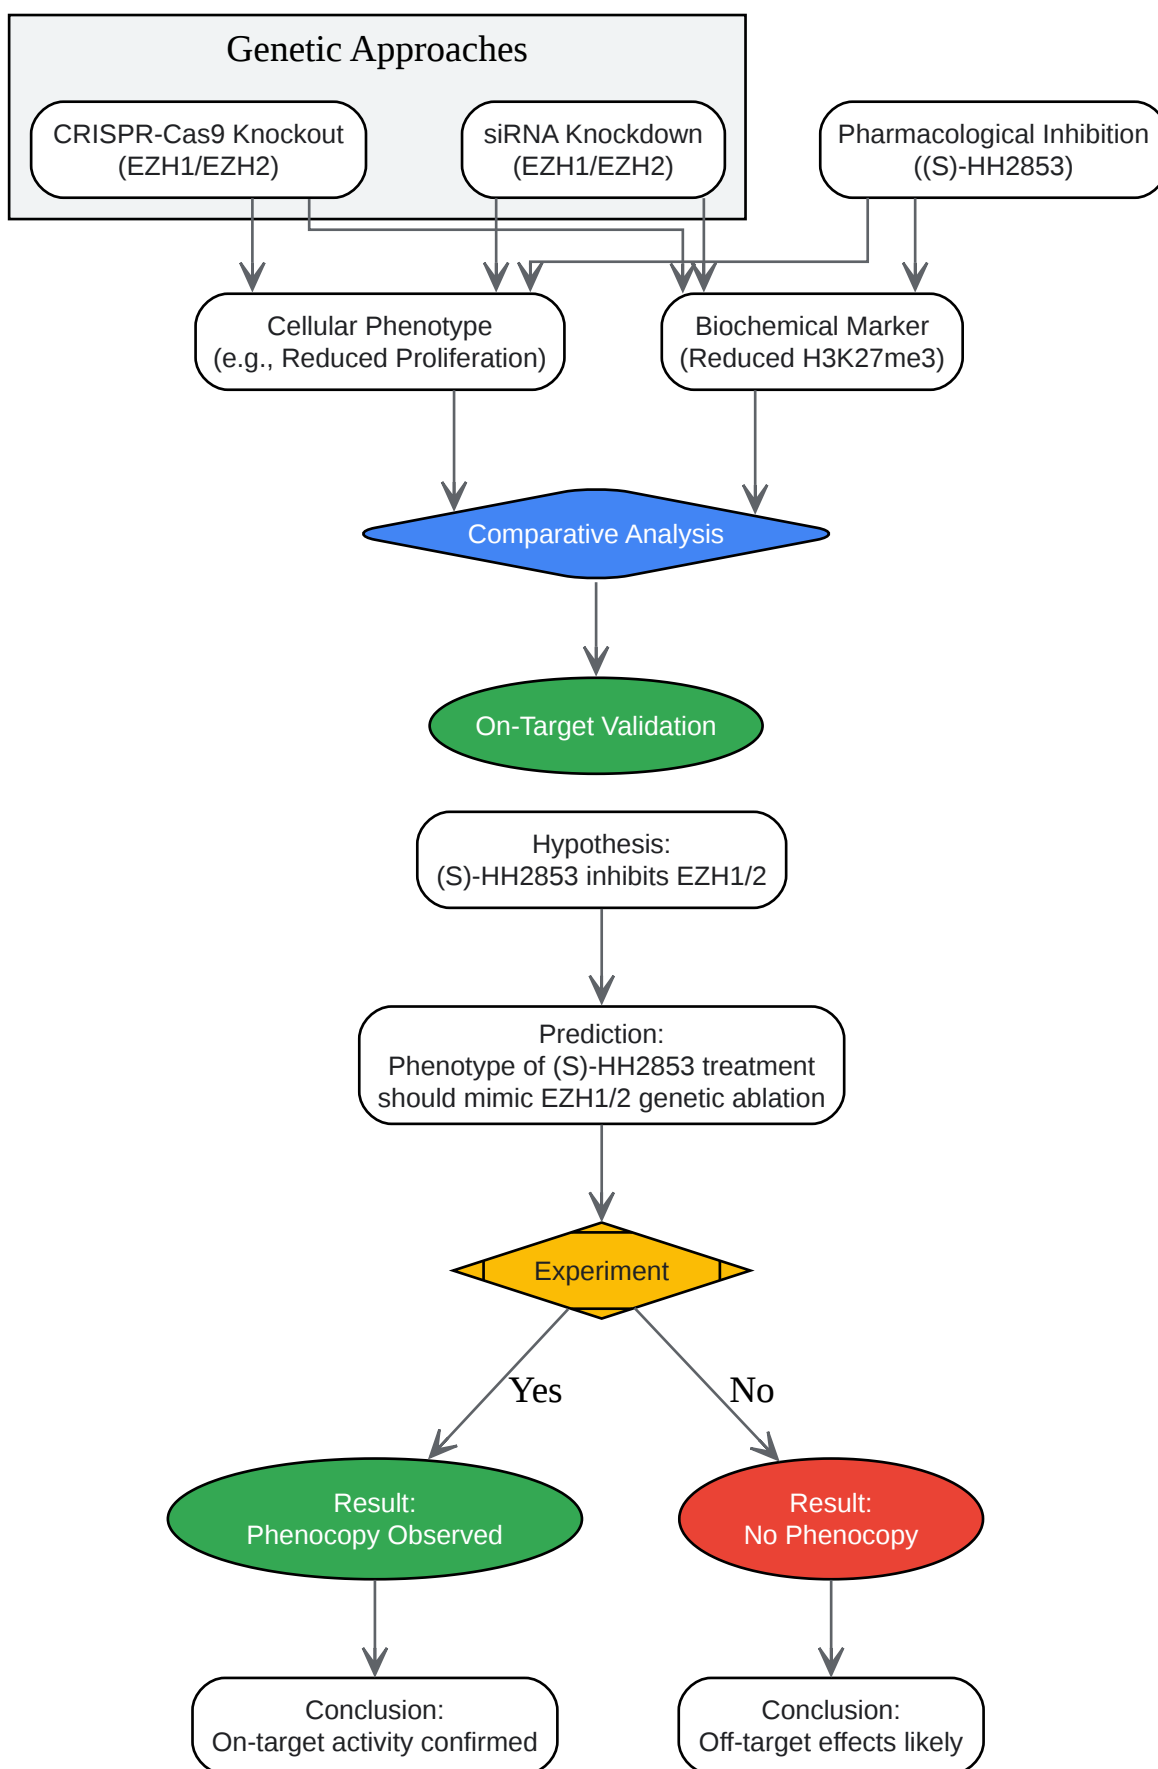 Genetic Approaches
CRISPR-Cas9 Knockout
(EZH1/EZH2)
siRNA Knockdown
(EZH1/EZH2)
Pharmacological Inhibition
((S)-HH2853)
Cellular Phenotype
(e.g., Reduced Proliferation)
Biochemical Marker
(Reduced H3K27me3)
Comparative Analysis
On-Target Validation
Hypothesis:
(S)-HH2853 inhibits EZH1/2
Prediction:
Phenotype of (S)-HH2853 treatment
should mimic EZH1/2 genetic ablation
Experiment
Yes
No
Result:
Phenocopy Observed
Result:
No Phenocopy
Conclusion:
On-target activity confirmed
Conclusion:
Off-target effects likely